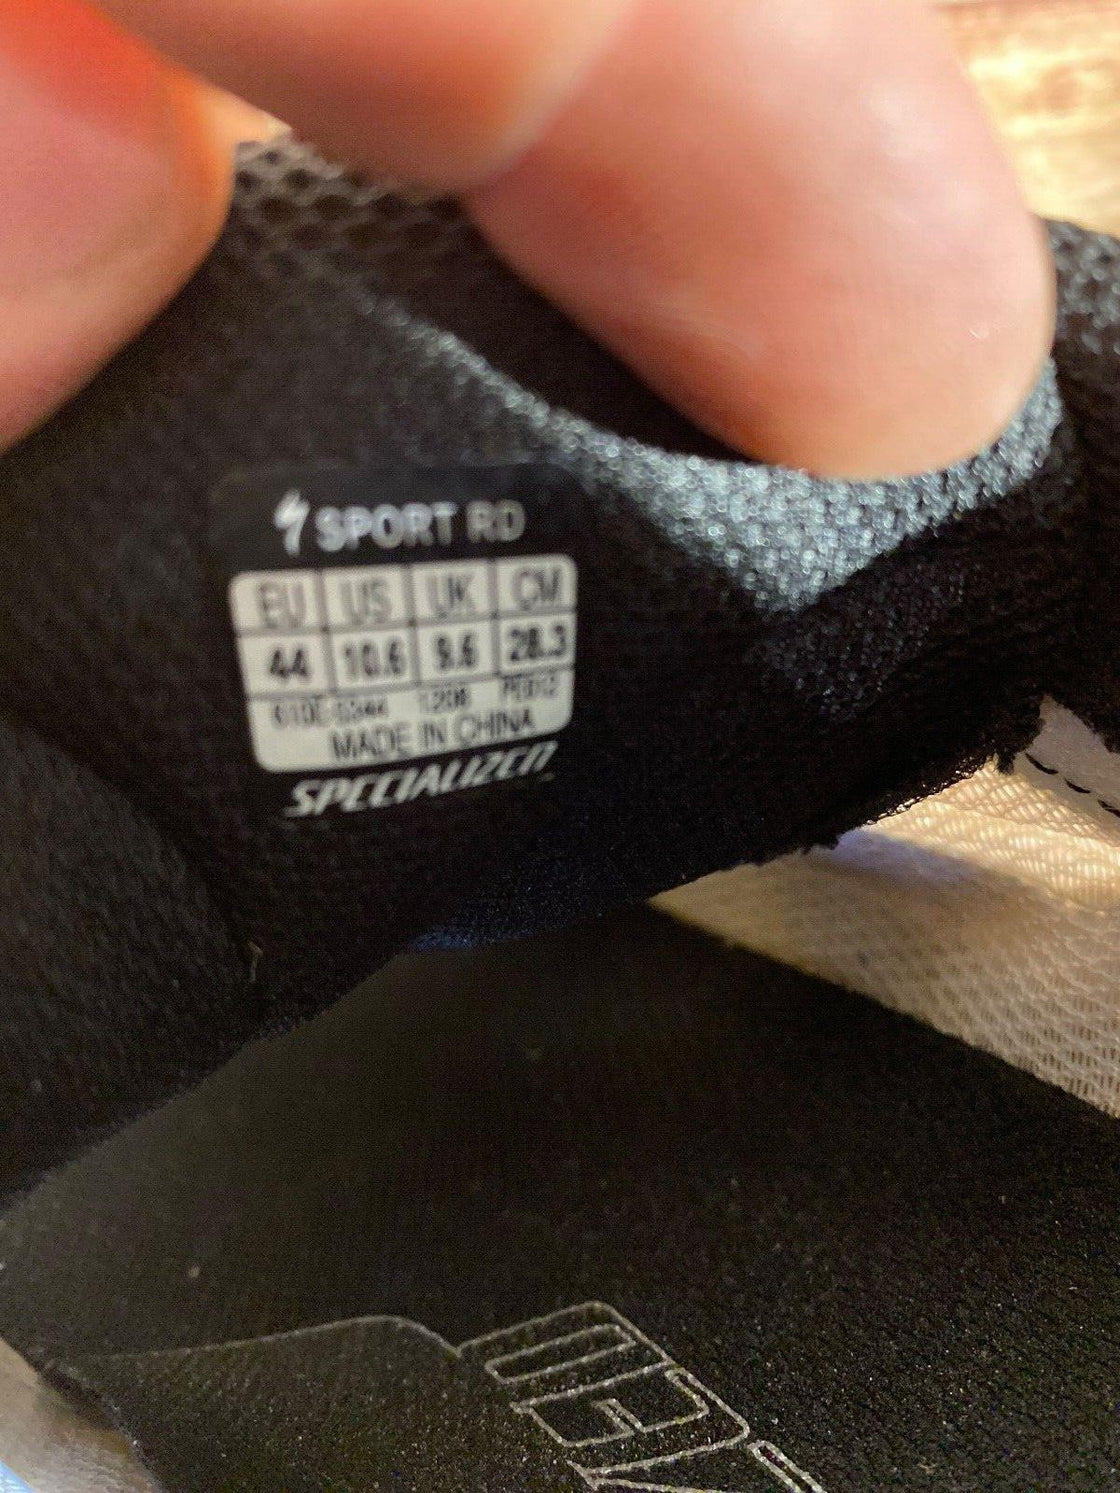 SPORT RD
EU US UK CM
44 10.6 9.6 28.3
MADE IN CHINA
SPECIALIZED